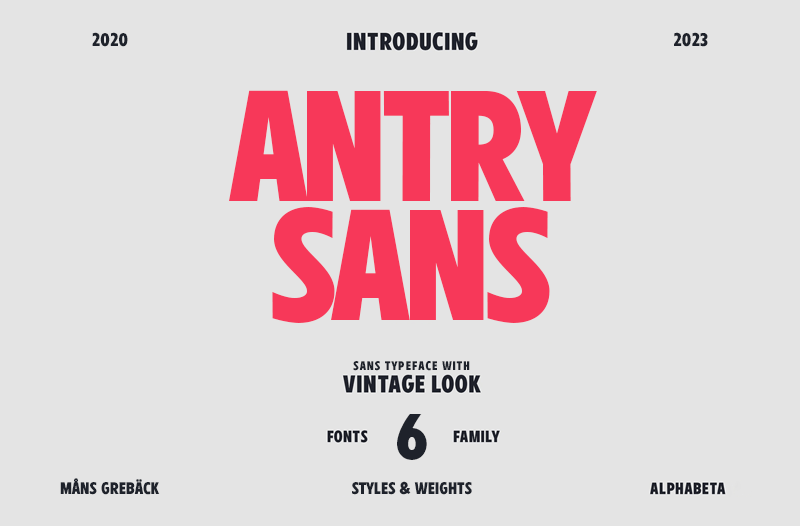 2020 INTRODUCING 2023
ANTRY
SANS
SANS TYPEFACE WITH
VINTAGE LOOK
FONTS 6 FAMILY
MÅNS GREBÄCK STYLES & WEIGHTS ALPHABETA